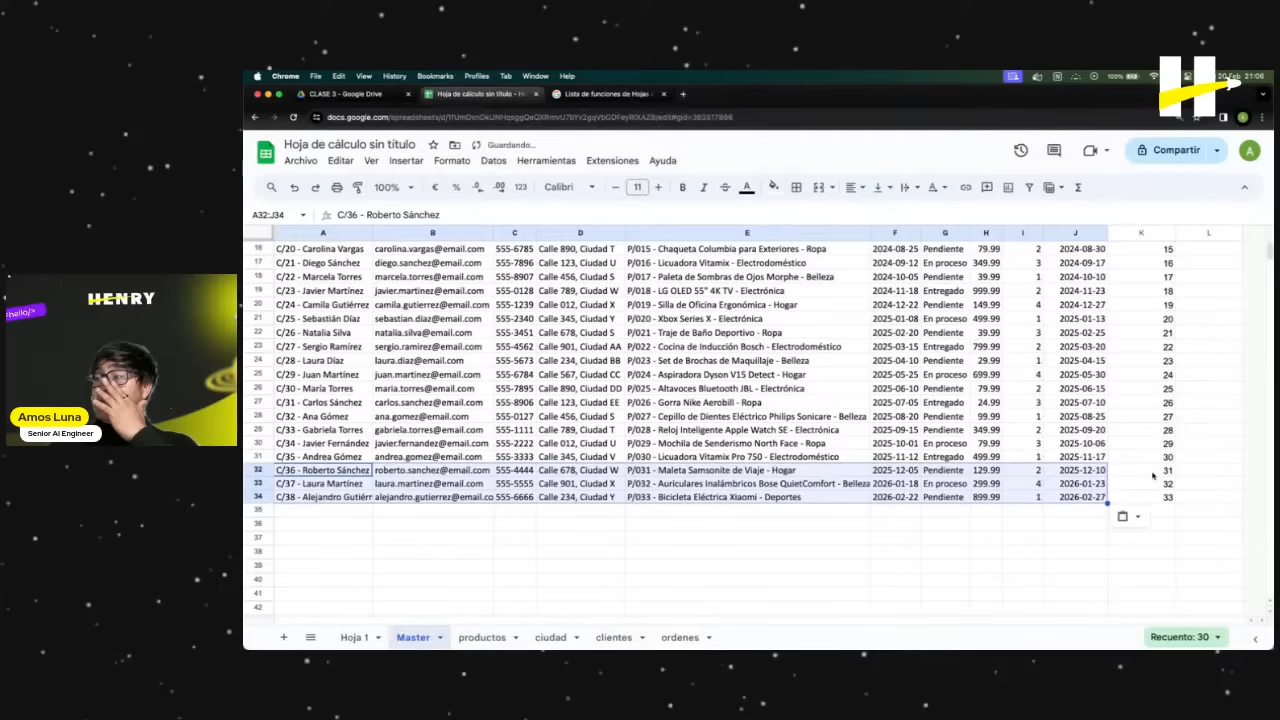 Chrome File Edit View History Bookmarks Profiles Tab Window Help 100% 20 Feb 21:06
CLASE 3 - Google Drive Hoja de cálculo sin título - H Lista de funciones de Hojas
Hoja de cálculo sin título Guardando...
Archivo Editar Ver Insertar Formato Datos Herramientas Extensiones Ayuda
Compartir A
100% € % .0 .00 123 Calibri 11 B I A Σ
A32:J34 fx C/36 - Roberto Sánchez
A B C D E F G H I J K L
16 C/20 - Carolina Vargas carolina.vargas@email.com 555-6785 Calle 890, Ciudad T P/015 - Chaqueta Columbia para Exteriores - Ropa 2024-08-25 Pendiente 79.99 2 2024-08-30 15
17 C/21 - Diego Sánchez diego.sanchez@email.com 555-7896 Calle 123, Ciudad U P/016 - Licuadora Vitamix - Electrodoméstico 2024-09-12 En proceso 349.99 3 2024-09-17 16
18 C/22 - Marcela Torres marcela.torres@email.com 555-8907 Calle 456, Ciudad S P/017 - Paleta de Sombras de Ojos Morphe - Belleza 2024-10-05 Pendiente 39.99 1 2024-10-10 17
19 C/23 - Javier Martínez javier.martinez@email.com 555-0128 Calle 789, Ciudad W P/018 - LG OLED 55" 4K TV - Electrónica 2024-11-18 Entregado 999.99 2 2024-11-23 18
20 C/24 - Camila Gutiérrez camila.gutierrez@email.com 555-1239 Calle 012, Ciudad X P/019 - Silla de Oficina Ergonómica - Hogar 2024-12-22 Pendiente 149.99 4 2024-12-27 19
21 C/25 - Sebastián Díaz sebastian.diaz@email.com 555-2340 Calle 345, Ciudad Y P/020 - Xbox Series X - Electrónica 2025-01-08 En proceso 499.99 1 2025-01-13 20
22 C/26 - Natalia Silva natalia.silva@email.com 555-3451 Calle 678, Ciudad S P/021 - Traje de Baño Deportivo - Ropa 2025-02-20 Pendiente 39.99 3 2025-02-25 21
23 C/27 - Sergio Ramírez sergio.ramirez@email.com 555-4562 Calle 901, Ciudad AA P/022 - Cocina de Inducción Bosch - Electrodoméstico 2025-03-15 Entregado 799.99 2 2025-03-20 22
24 C/28 - Laura Díaz laura.diaz@email.com 555-5673 Calle 234, Ciudad BB P/023 - Set de Brochas de Maquillaje - Belleza 2025-04-10 Pendiente 29.99 1 2025-04-15 23
25 C/29 - Juan Martínez juan.martinez@email.com 555-6784 Calle 567, Ciudad CC P/024 - Aspiradora Dyson V15 Detect - Hogar 2025-05-25 En proceso 699.99 4 2025-05-30 24
26 C/30 - María Torres maria.torres@email.com 555-7895 Calle 890, Ciudad DD P/025 - Altavoces Bluetooth JBL - Electrónica 2025-06-10 Pendiente 79.99 2 2025-06-15 25
27 C/31 - Carlos Sánchez carlos.sanchez@email.com 555-8906 Calle 123, Ciudad EE P/026 - Gorra Nike Clásica - Ropa 2025-07-05 Entregado 24.99 3 2025-07-10 26
28 C/32 - Ana Gómez ana.gomez@email.com 555-0127 Calle 456, Ciudad S P/027 - Cepillo de Dientes Eléctrico Philips Sonicare - Belleza 2025-08-20 Pendiente 99.99 1 2025-08-25 27
29 C/33 - Gabriela Torres gabriela.torres@email.com 555-1111 Calle 789, Ciudad T P/028 - Reloj Inteligente Apple Watch SE - Electrónica 2025-09-15 Entregado 299.99 2 2025-09-20 28
30 C/34 - Javier Fernández javier.fernandez@email.com 555-2222 Calle 012, Ciudad U P/029 - Mochila de Senderismo North Face - Ropa 2025-10-01 En proceso 79.99 3 2025-10-06 29
31 C/35 - Andrea Gómez andrea.gomez@email.com 555-3333 Calle 345, Ciudad V P/030 - Licuadora Vitamix Pro 750 - Electrodoméstico 2025-11-12 Entregado 499.99 1 2025-11-17 30
32 C/36 - Roberto Sánchez roberto.sanchez@email.com 555-4444 Calle 678, Ciudad W P/031 - Maleta Samsonite de Viaje - Hogar 2025-12-05 Pendiente 129.99 2 2025-12-10 31
33 C/37 - Laura Martínez laura.martinez@email.com 555-5555 Calle 901, Ciudad X P/032 - Auriculares Inalámbricos Bose QuietComfort - Belleza 2026-01-18 En proceso 299.99 4 2026-01-23 32
34 C/38 - Alejandro Gutiérr alejandro.gutierrez@email.co 555-6666 Calle 234, Ciudad Y P/033 - Bicicleta Eléctrica Xiaomi - Deportes 2026-02-22 Pendiente 899.99 1 2026-02-27 33
35
36
37
38
39
40
41
42
Hoja 1 Master productos ciudad clientes ordenes Recuento: 30
HENRY
hello/>
Amos Luna
Senior AI Engineer
H